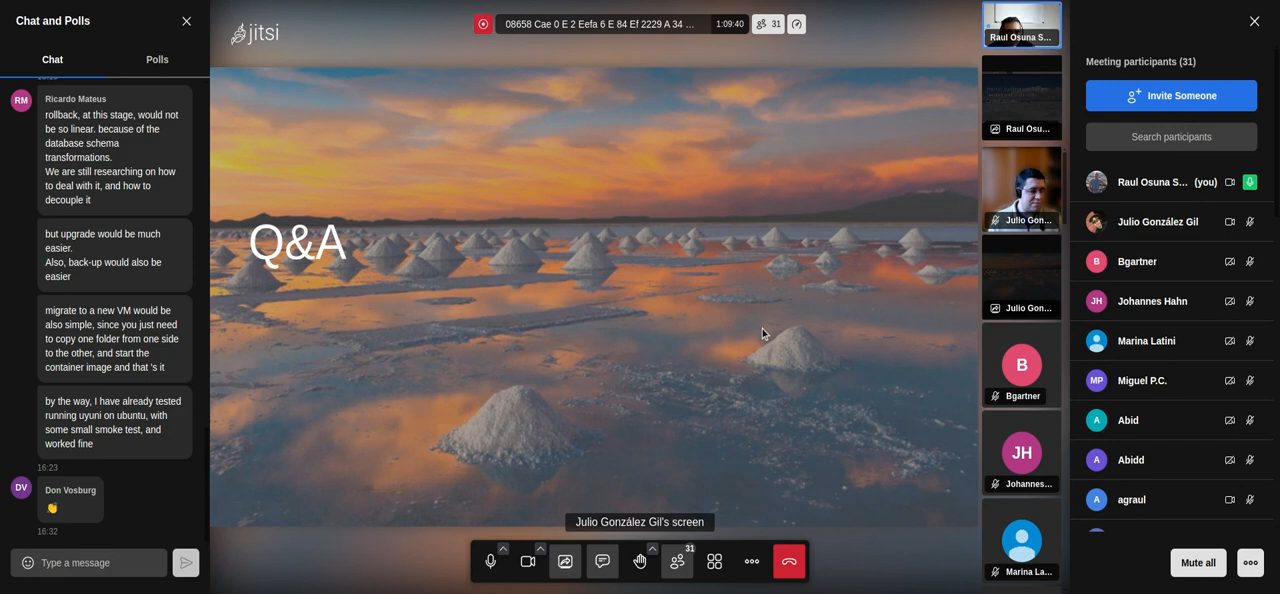 Chat and Polls
Chat
Polls
RM
Ricardo Mateus
rollback, at this stage, would not
be so linear. because of the
database schema
transformations.
We are still researching on how
to deal with it, and how to
decouple it
but upgrade would be much
easier.
Also, back-up would also be
easier
migrate to a new VM would be
also simple, since you just need
to copy one folder from one side
to the other, and start the
container image and that 's it
by the way, I have already tested
running uyuni on ubuntu, with
some small smoke test, and
worked fine
16:23
DV
Don Vosburg
👏
16:32
Type a message
jitsi
08658 Cae 0 E 2 Eefa 6 E 84 Ef 2229 A 34 ...
1:09:40
31
Q&A
Julio González Gil's screen
31
Raul Osuna S...
Raul Osu...
Julio Gon...
Julio Gon...
B
Bgartner
JH
Johannes...
Marina La...
Meeting participants (31)
Invite Someone
Search participants
Raul Osuna S... (you)
Julio González Gil
B
Bgartner
JH
Johannes Hahn
Marina Latini
MP
Miguel P.C.
A
Abid
A
Abidd
A
agraul
Mute all